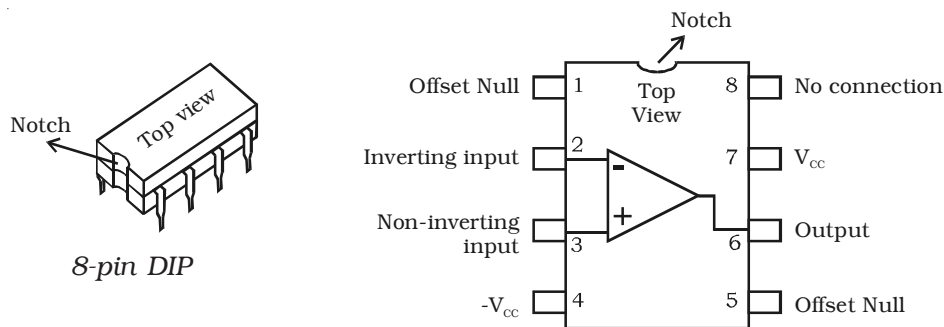 Notch
Top view
8-pin DIP
Notch
Top
View
Offset Null
1
8
No connection
Inverting input
2
-
7
Vcc
Non-inverting
input
3
+
6
Output
-Vcc
4
5
Offset Null